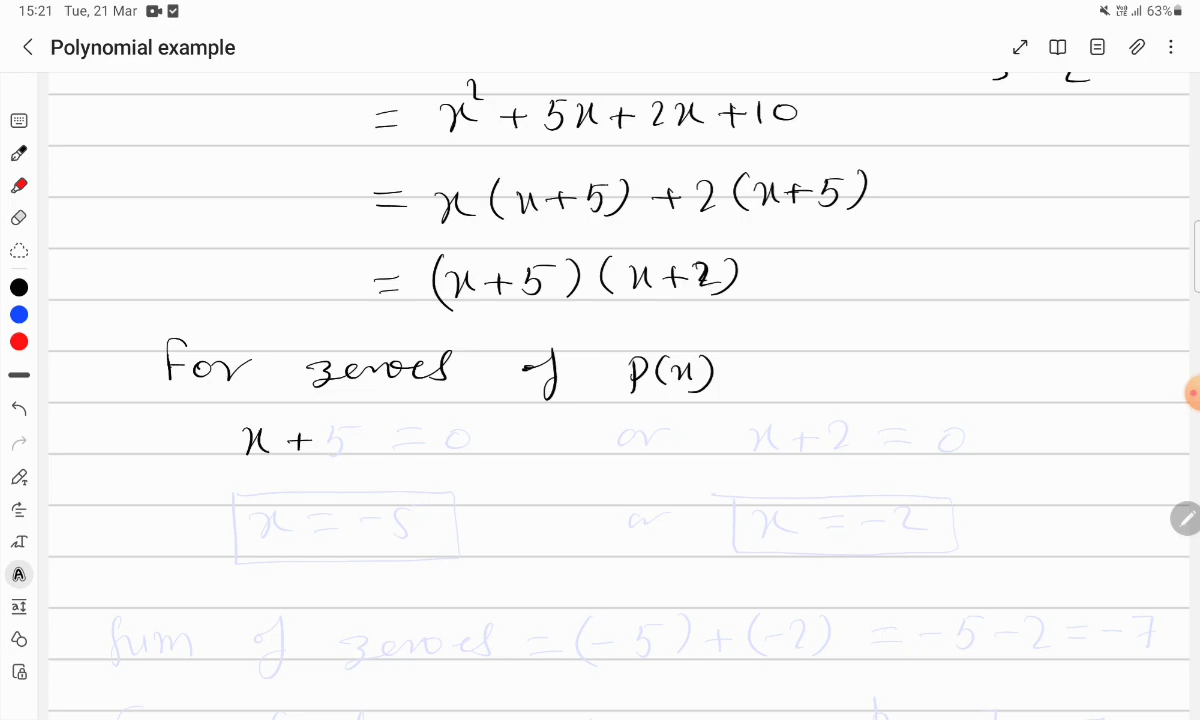 15:21 Tue, 21 Mar 63%
Polynomial example
= x² + 5x + 2x + 10
= x(x+5) + 2(x+5)
= (x+5)(x+2)
For zeroes of P(x)
x + 5 = 0 or x + 2 = 0
x = -5 or x = -2
Sum of zeroes = (-5) + (-2) = -5 - 2 = -7